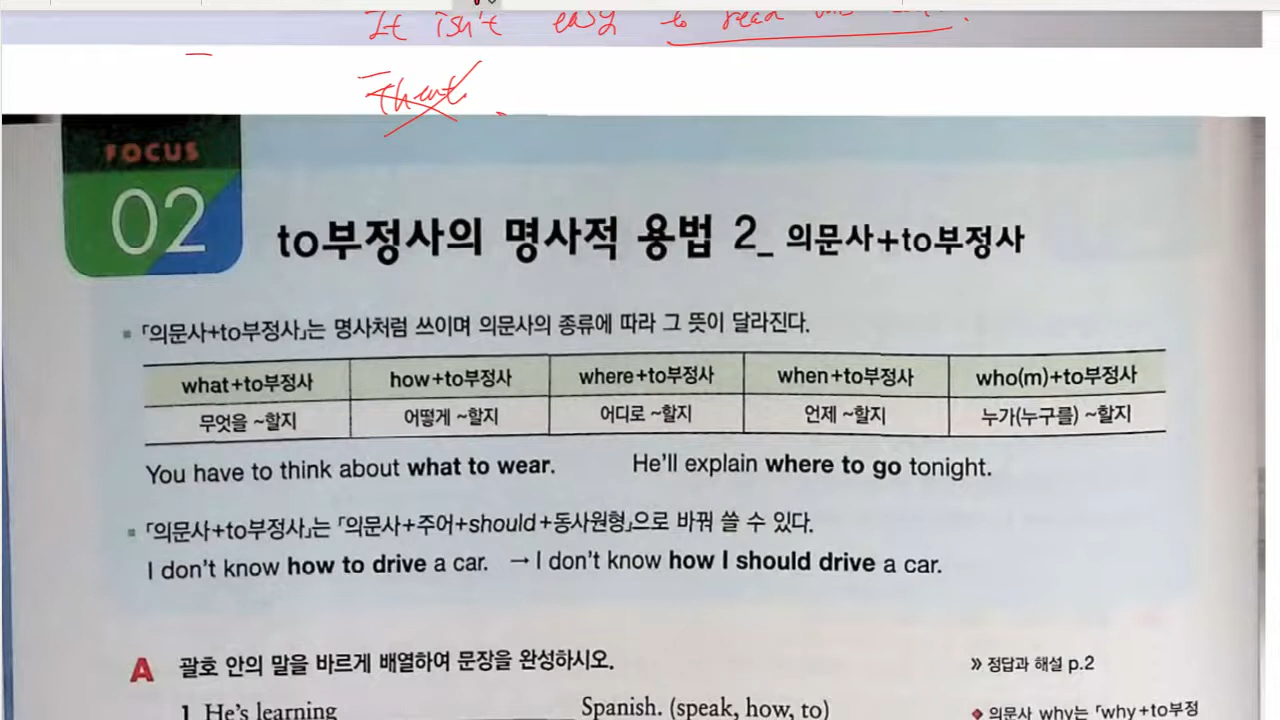 It isn't easy to read
FOCUS
02
to부정사의 명사적 용법 2_ 의문사+to부정사
「의문사+to부정사」는 명사처럼 쓰이며 의문사의 종류에 따라 그 뜻이 달라진다.
what+to부정사 how+to부정사 where+to부정사 when+to부정사 who(m)+to부정사
무엇을 ~할지 어떻게 ~할지 어디로 ~할지 언제 ~할지 누가(누구를) ~할지
You have to think about what to wear. He'll explain where to go tonight.
「의문사+to부정사」는 「의문사+주어+should+동사원형」으로 바꿔 쓸 수 있다.
I don't know how to drive a car. → I don't know how I should drive a car.
A 괄호 안의 말을 바르게 배열하여 문장을 완성하시오. » 정답과 해설 p.2
1 He's learning Spanish. (speak, how, to) ❖ 의문사 why는 「why+to부정